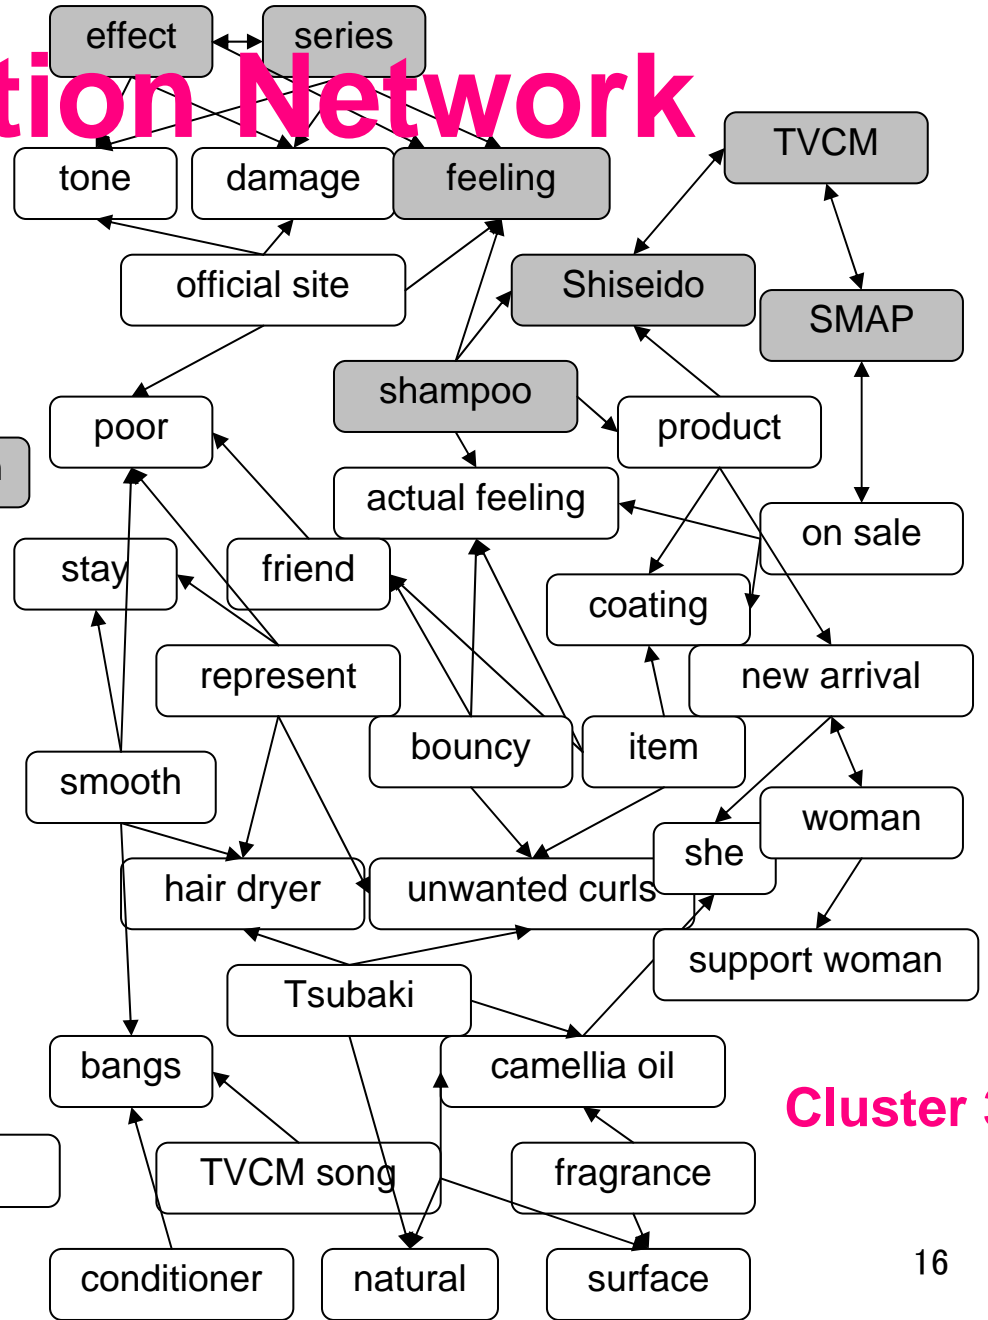 effect
series
tion Network
TVCM
tone
damage
feeling
official site
Shiseido
SMAP
shampoo
poor
product
actual feeling
on sale
stay
friend
coating
represent
new arrival
bouncy
item
smooth
woman
she
hair dryer
unwanted curls
support woman
Tsubaki
bangs
camellia oil
Cluster
TVCM song
fragrance
conditioner
natural
surface
16